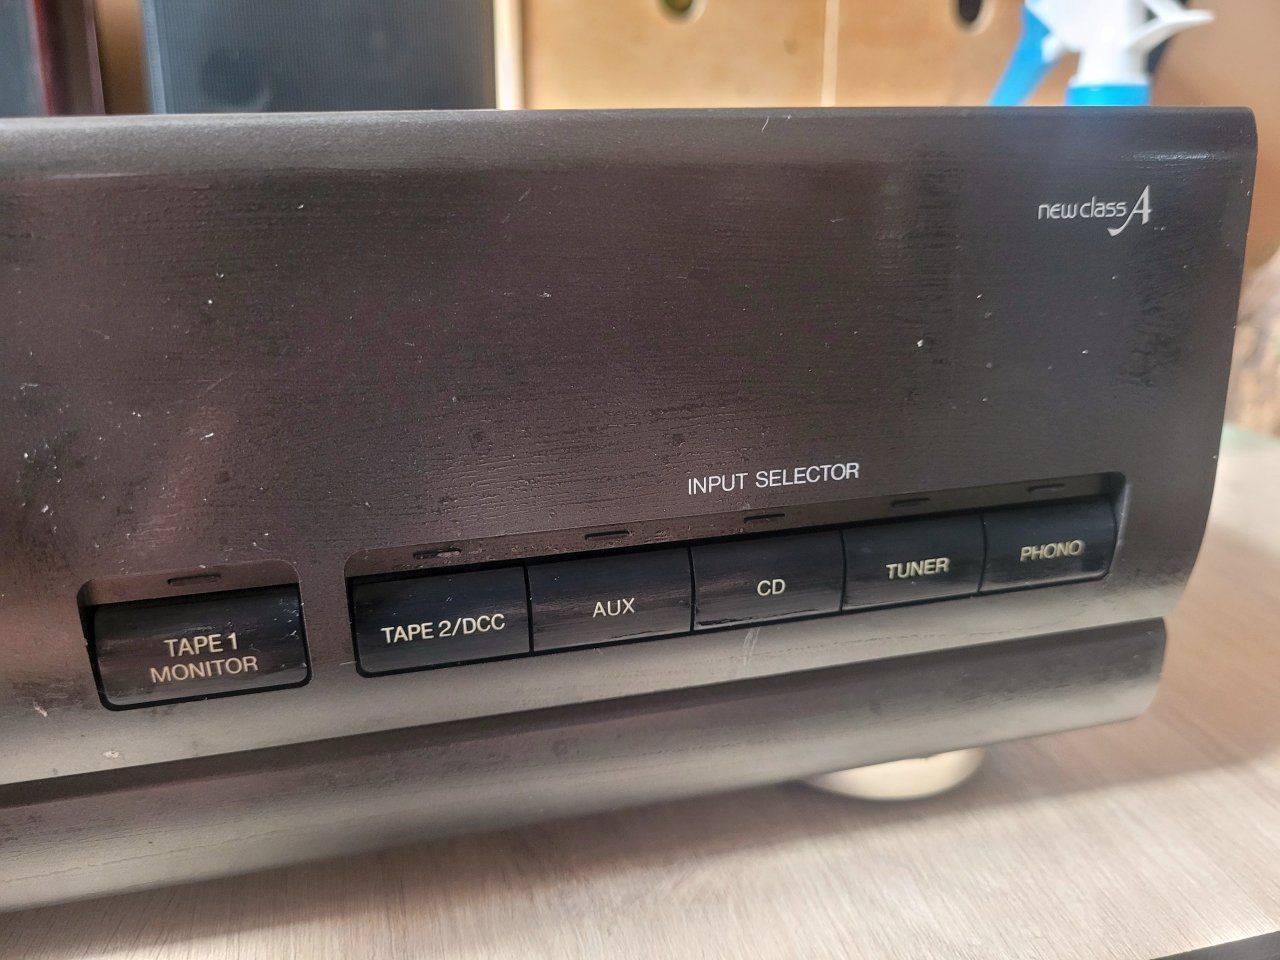 new class A
INPUT SELECTOR
TAPE 1
MONITOR
TAPE 2/DCC
AUX
CD
TUNER
PHONO